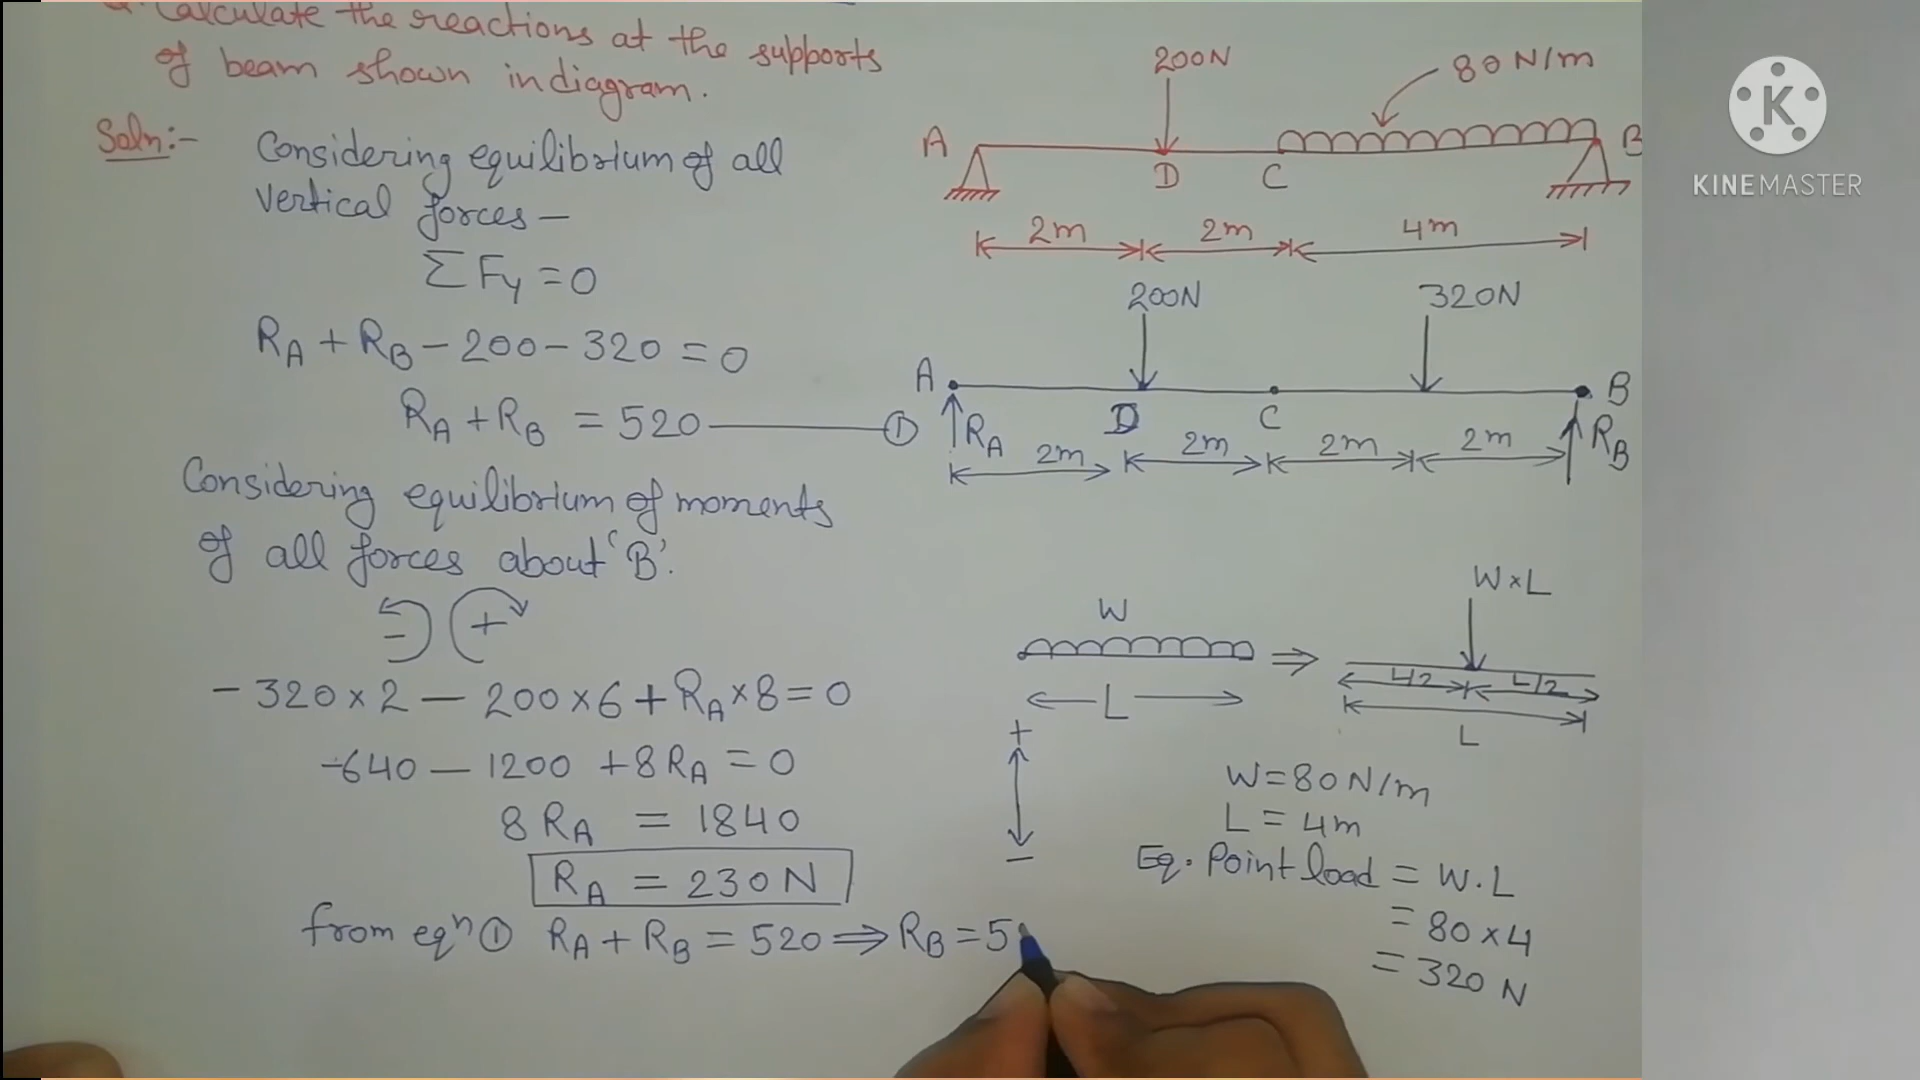 Calculate the reactions at the supports
of beam shown in diagram.
Soln:- Considering equilibrium of all
vertical forces —
ΣFy = 0
RA + RB - 200 - 320 = 0
RA + RB = 520 ——— ①
Considering equilibrium of moments
of all forces about 'B'.
- +
- 320 × 2 - 200 × 6 + RA × 8 = 0
-640 - 1200 + 8 RA = 0
8 RA = 1840
RA = 230 N
from eqn ① RA + RB = 520 ⇒ RB = 5
200N
80 N/m
A
B
D C
2m 2m 4m
200N 320N
A B
D C
RA RB
2m 2m 2m 2m
W ⇒ W×L
L
L/2 L/2
L
+
-
W = 80 N/m
L = 4m
Eq. Point load = W.L
= 80 × 4
= 320 N
K
KINEMASTER